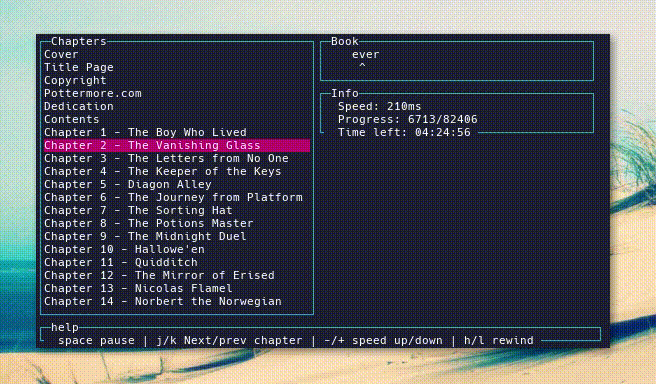 Chapters
Cover
Title Page
Copyright
Pottermore.com
Dedication
Contents
Chapter 1 - The Boy Who Lived
Chapter 2 - The Vanishing Glass
Chapter 3 - The Letters from No One
Chapter 4 - The Keeper of the Keys
Chapter 5 - Diagon Alley
Chapter 6 - The Journey from Platform
Chapter 7 - The Sorting Hat
Chapter 8 - The Potions Master
Chapter 9 - The Midnight Duel
Chapter 10 - Hallowe'en
Chapter 11 - Quidditch
Chapter 12 - The Mirror of Erised
Chapter 13 - Nicolas Flamel
Chapter 14 - Norbert the Norwegian
Book
ever
^
Info
Speed: 210ms
Progress: 6713/82406
Time left: 04:24:56
help
space pause | j/k Next/prev chapter | -/+ speed up/down | h/l rewind